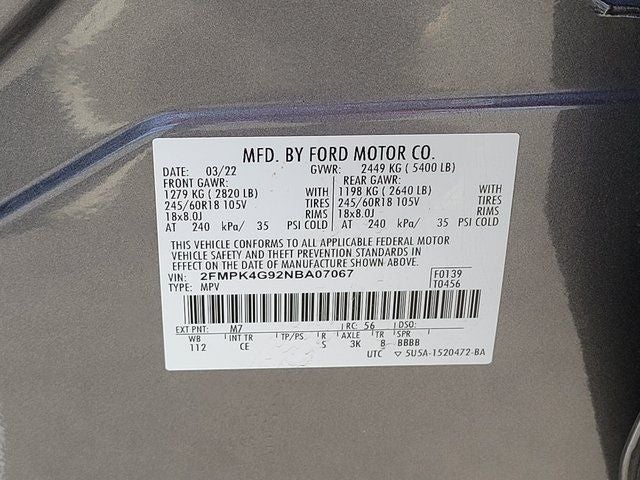 MFD. BY FORD MOTOR CO.
DATE: 03/22 GVWR: 2449 KG ( 5400 LB)
FRONT GAWR: REAR GAWR:
1279 KG ( 2820 LB) WITH 1198 KG ( 2640 LB) WITH
245/60R18 105V TIRES 245/60R18 105V TIRES
18x8.0J RIMS 18x8.0J RIMS
AT 240 kPa/ 35 PSI COLD AT 240 kPa/ 35 PSI COLD
THIS VEHICLE CONFORMS TO ALL APPLICABLE FEDERAL MOTOR
VEHICLE SAFETY AND THEFT PREVENTION STANDARDS IN
EFFECT ON THE DATE OF MANUFACTURE SHOWN ABOVE.
VIN: 2FMPK4G92NBA07067 F0139
TYPE: MPV T0456
EXT PNT: M7 RC: 56 DSO:
WB INT TR TP/PS R AXLE TR SPR
112 CE S 3K 8 BBBB
UTC ▽ 5U5A-1520472-BA